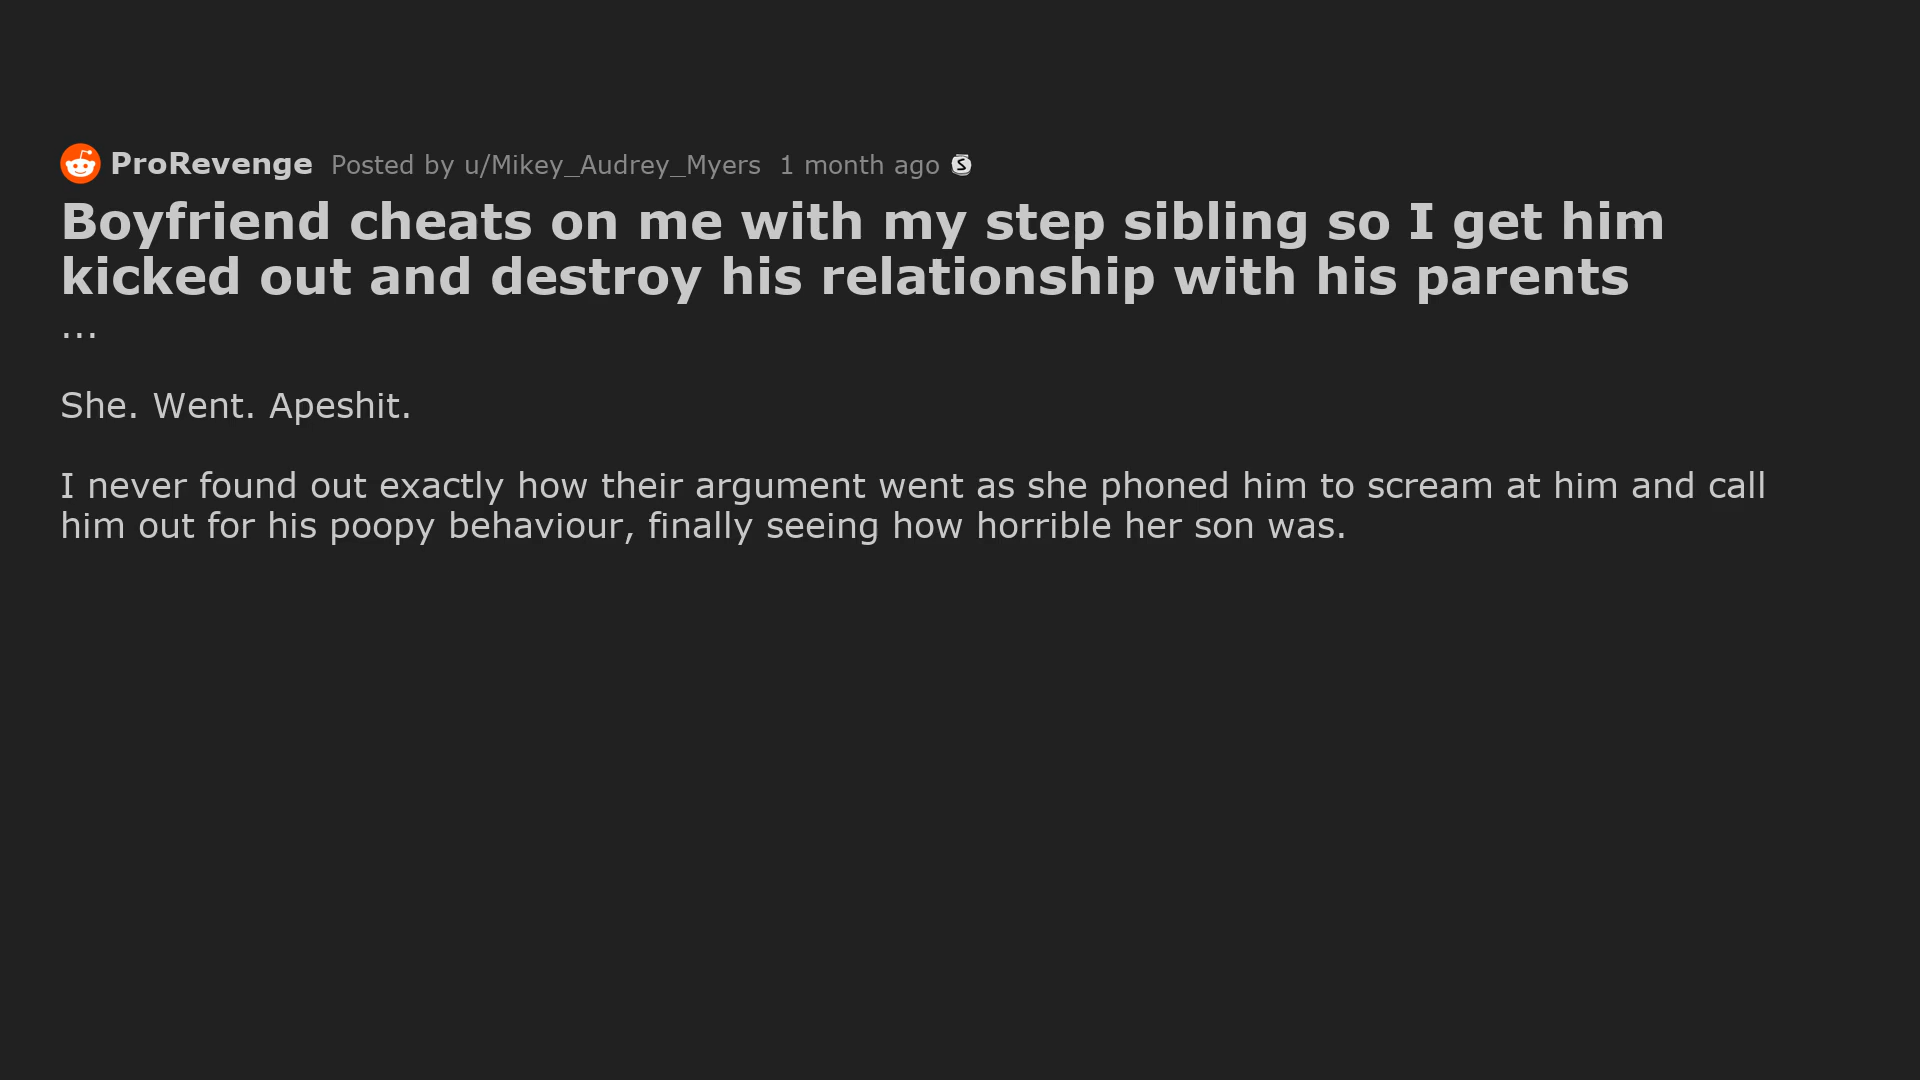 ProRevenge Posted by u/Mikey_Audrey_Myers 1 month ago
Boyfriend cheats on me with my step sibling so I get him
kicked out and destroy his relationship with his parents
...
She. Went. Apeshit.
I never found out exactly how their argument went as she phoned him to scream at him and call
him out for his poopy behaviour, finally seeing how horrible her son was.